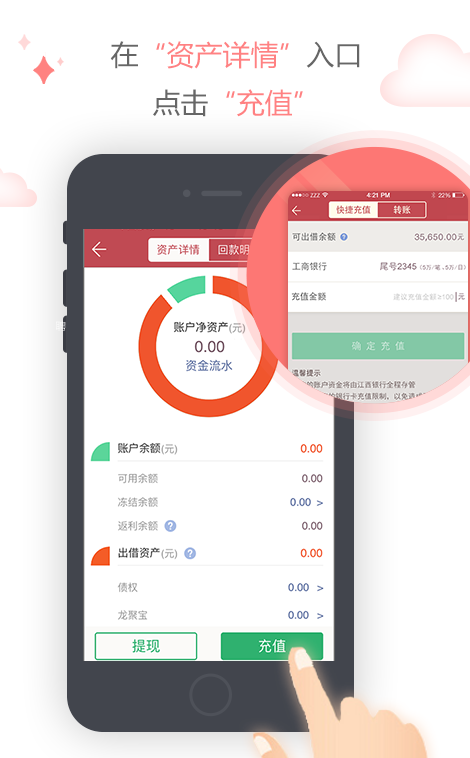 在“资产详情”入口
点击“充值”
ZZZ 4:21 PM 22%
快捷充值 转账
可出借余额 ? 35,650.00元
工商银行 尾号2345 (5万/笔,5万/日)
充值金额 建议充值金额≥100元
确定充值
温馨提示
的账户资金将由江西银行全程存管
的银行卡充值限制，以免造成
资产详情 回款明
账户净资产(元)
0.00
资金流水
账户余额(元) 0.00
可用余额 0.00
冻结余额 0.00 >
返利余额 ? 0.00
出借资产(元) ? 0.00
债权 0.00 >
龙聚宝 0.00 >
提现 充值